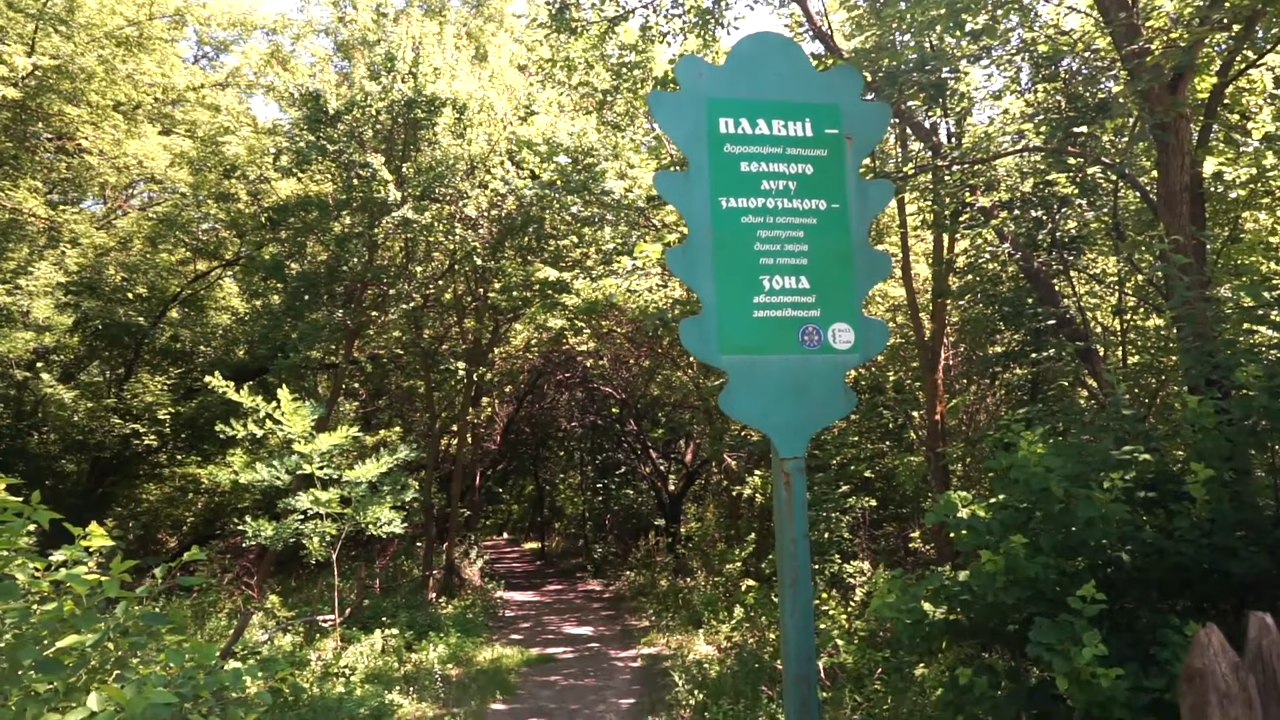 ПЛАВНІ –
дорогоцінні залишки
ВЕЛИКОГО
ЛУГУ
ЗАПОРОЗЬКОГО –
один із останніх
притулків
диких звірів
та птахів
ЗОНА
абсолютної
заповідності